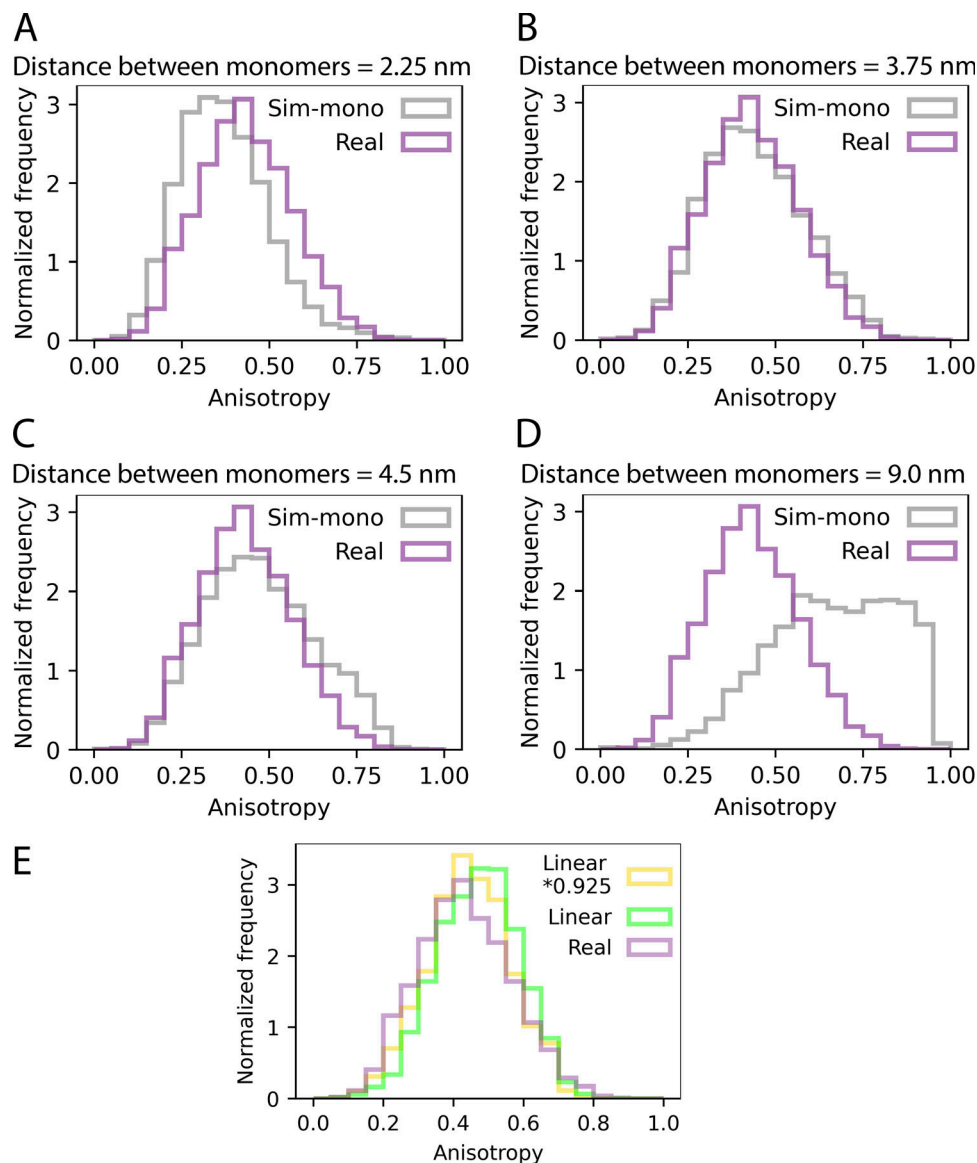 A
Distance between monomers = 2.25 nm
Normalized frequency
3
2
1
0
Sim-mono
Real
0.00 0.25 0.50 0.75 1.00
Anisotropy
B
Distance between monomers = 3.75 nm
Normalized frequency
3
2
1
0
Sim-mono
Real
0.00 0.25 0.50 0.75 1.00
Anisotropy
C
Distance between monomers = 4.5 nm
Normalized frequency
3
2
1
0
Sim-mono
Real
0.00 0.25 0.50 0.75 1.00
Anisotropy
D
Distance between monomers = 9.0 nm
Normalized frequency
3
2
1
0
Sim-mono
Real
0.00 0.25 0.50 0.75 1.00
Anisotropy
E
Normalized frequency
3
2
1
0
Linear
*0.925
Linear
Real
0.0 0.2 0.4 0.6 0.8 1.0
Anisotropy